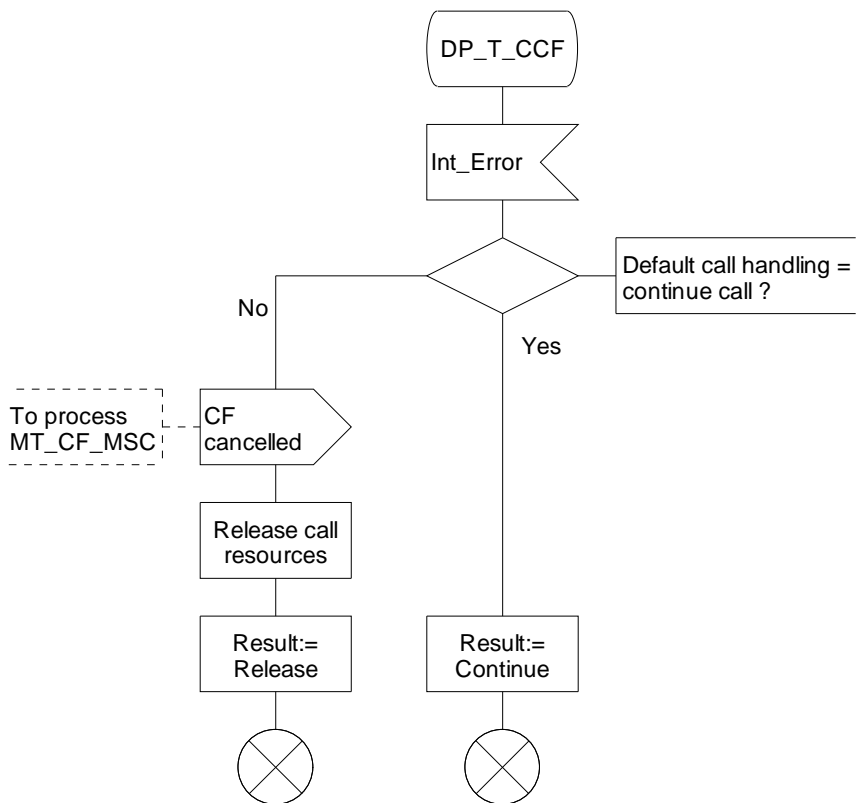 DP_T_CCF
Int_Error
Default call handling =
continue call ?
No
Yes
To process
MT_CF_MSC
CF
cancelled
Release call
resources
Result:=
Release
Result:=
Continue